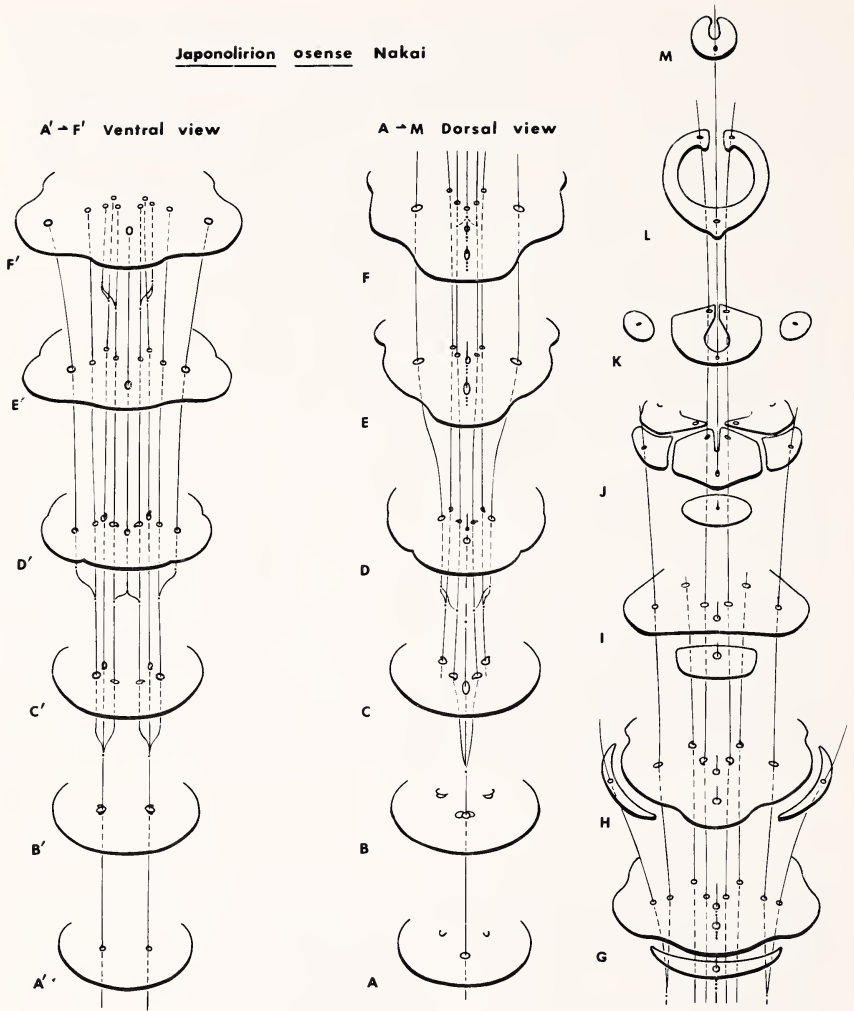 Japonolirion osense Nakai
A' → F' Ventral view
A → M Dorsal view
F'
E'
D'
C'
B'
A'
F
E
D
C
B
A
M
L
K
J
I
H
G